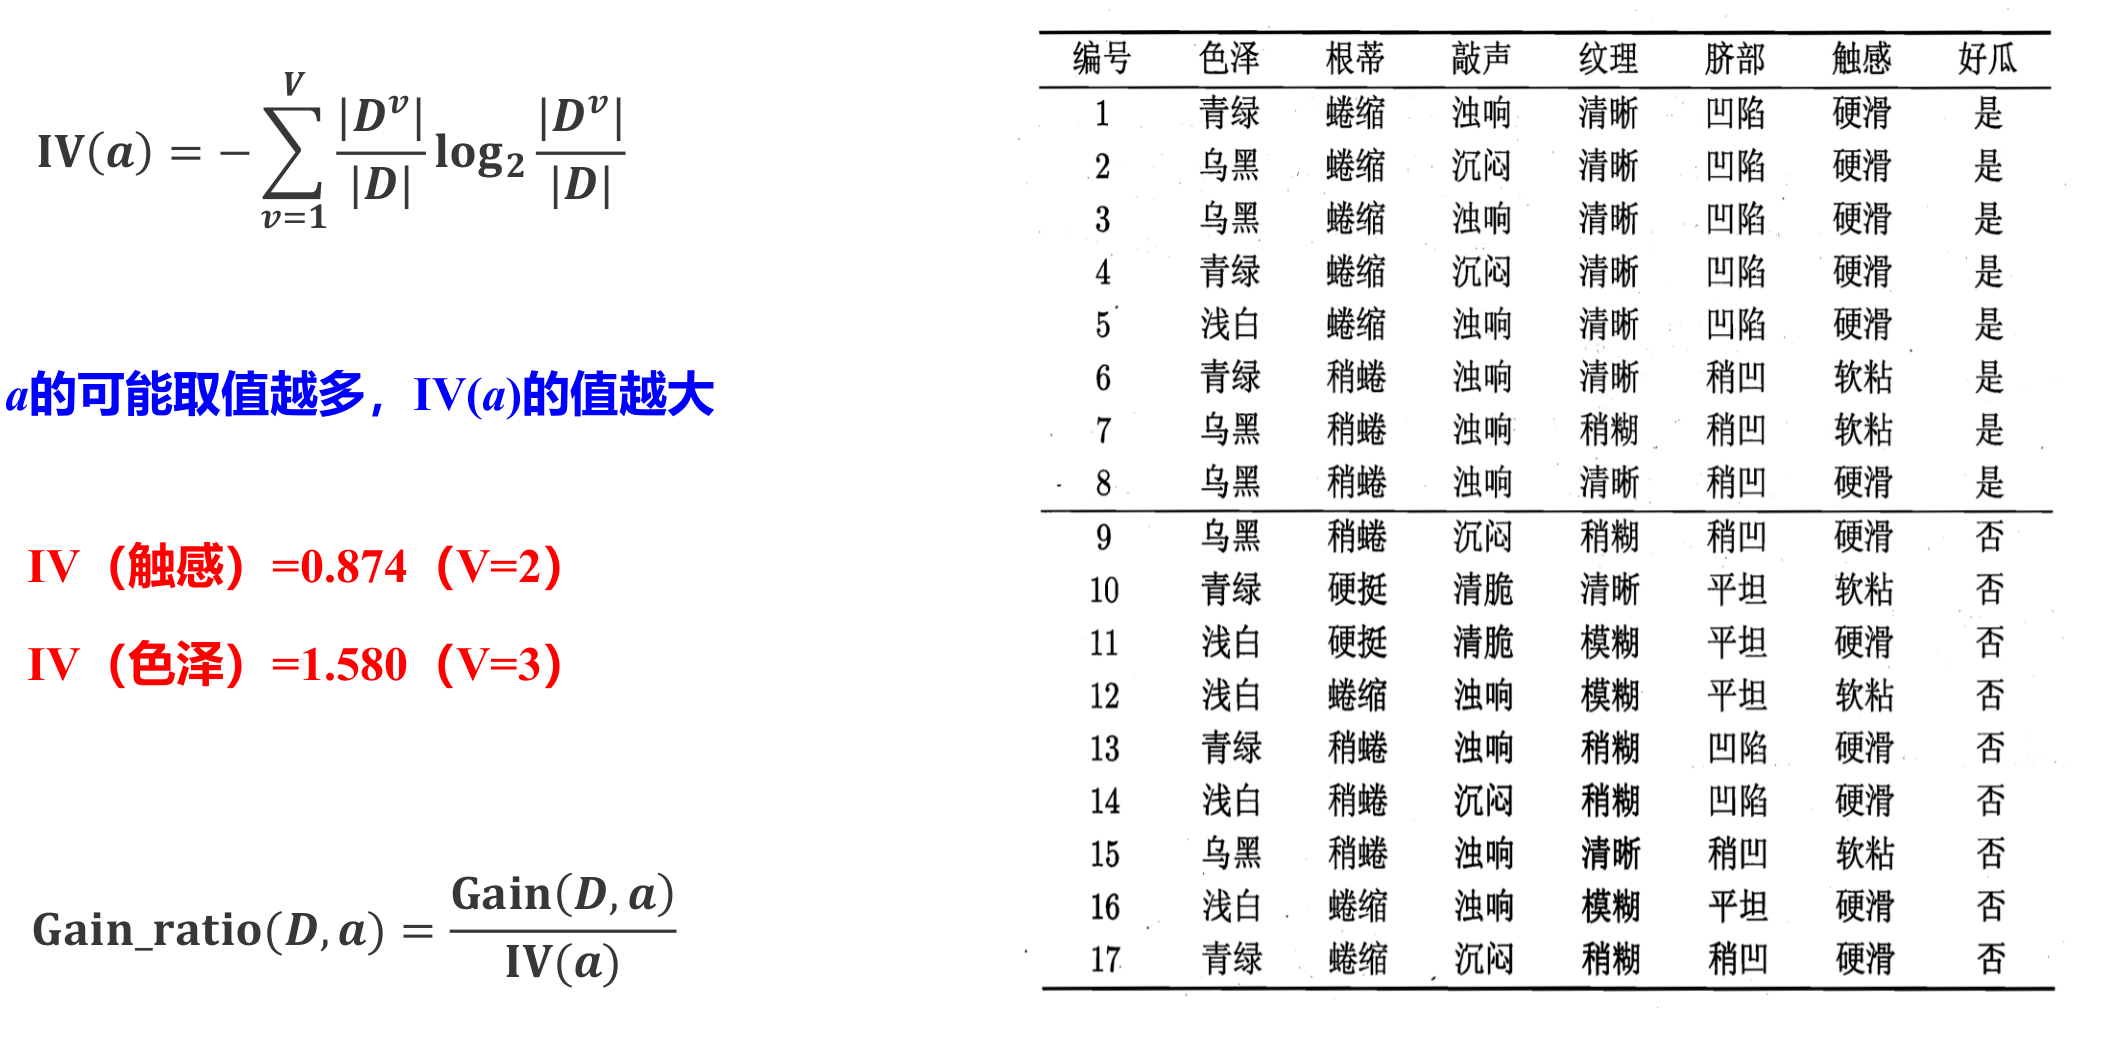 IV(a) = − ∑_{v=1}^{V} |D^v|/|D| log₂ |D^v|/|D|
a的可能取值越多，IV(a)的值越大
IV（触感）=0.874（V=2）
IV（色泽）=1.580（V=3）
Gain_ratio(D, a) = Gain(D, a)/IV(a)
编号 色泽 根蒂 敲声 纹理 脐部 触感 好瓜
1 青绿 蜷缩 浊响 清晰 凹陷 硬滑 是
2 乌黑 蜷缩 沉闷 清晰 凹陷 硬滑 是
3 乌黑 蜷缩 浊响 清晰 凹陷 硬滑 是
4 青绿 蜷缩 沉闷 清晰 凹陷 硬滑 是
5 浅白 蜷缩 浊响 清晰 凹陷 硬滑 是
6 青绿 稍蜷 浊响 清晰 稍凹 软粘 是
7 乌黑 稍蜷 浊响 稍糊 稍凹 软粘 是
8 乌黑 稍蜷 浊响 清晰 稍凹 硬滑 是
9 乌黑 稍蜷 沉闷 稍糊 稍凹 硬滑 否
10 青绿 硬挺 清脆 清晰 平坦 软粘 否
11 浅白 硬挺 清脆 模糊 平坦 硬滑 否
12 浅白 蜷缩 浊响 模糊 平坦 软粘 否
13 青绿 稍蜷 浊响 稍糊 凹陷 硬滑 否
14 浅白 稍蜷 沉闷 稍糊 凹陷 硬滑 否
15 乌黑 稍蜷 浊响 清晰 稍凹 软粘 否
16 浅白 蜷缩 浊响 模糊 平坦 硬滑 否
17 青绿 蜷缩 沉闷 稍糊 稍凹 硬滑 否